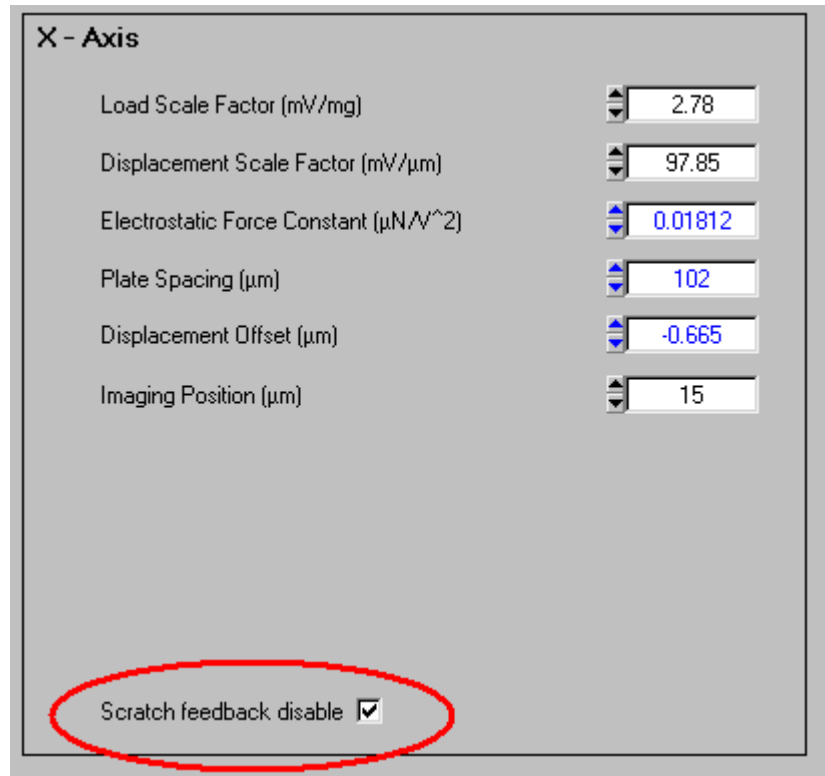 X - Axis
Load Scale Factor (mV/mg) 2.78
Displacement Scale Factor (mV/µm) 97.85
Electrostatic Force Constant (µN/V^2) 0.01812
Plate Spacing (µm) 102
Displacement Offset (µm) -0.665
Imaging Position (µm) 15
Scratch feedback disable